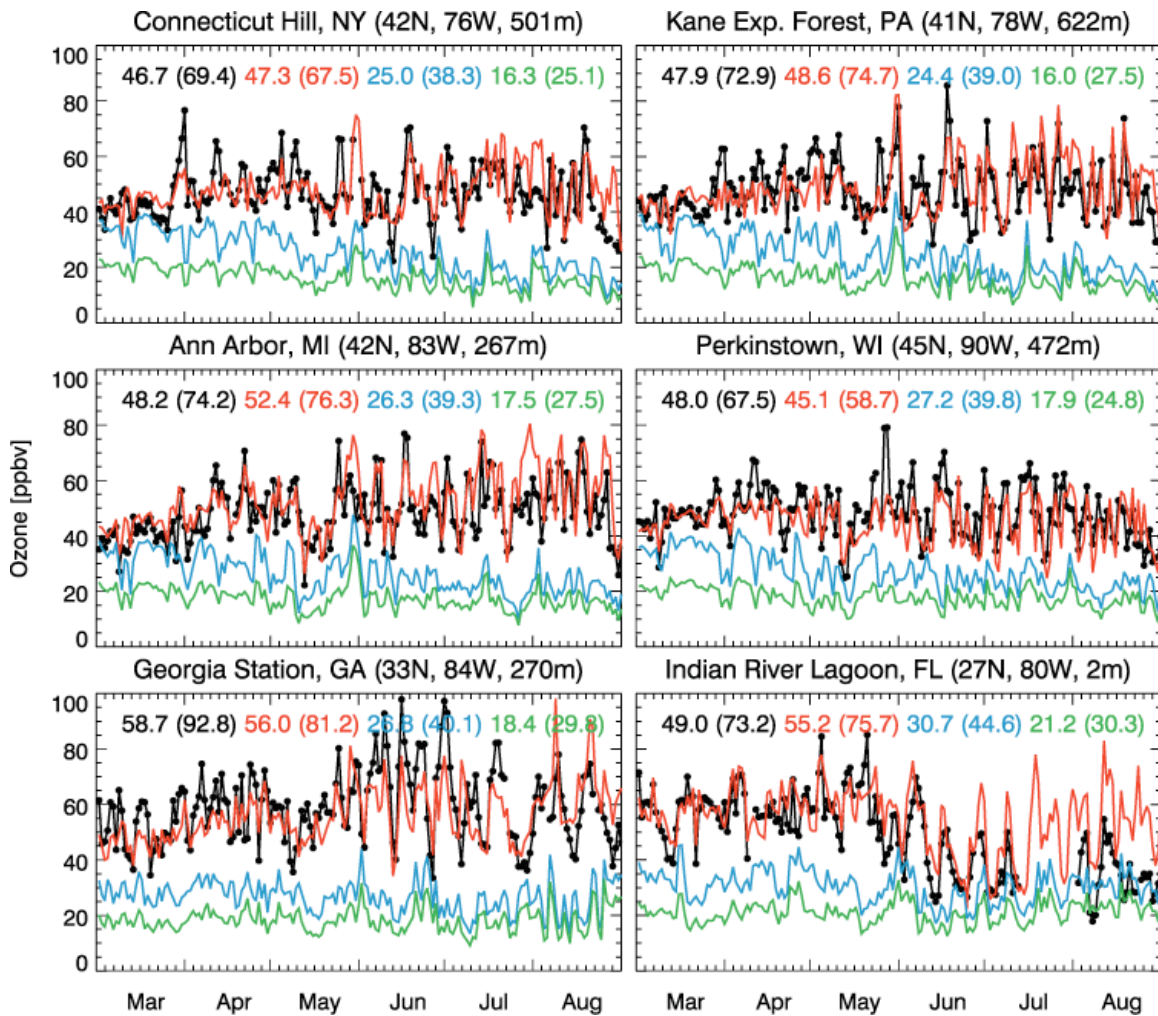 Connecticut Hill, NY (42N, 76W, 501m)
Kane Exp. Forest, PA (41N, 78W, 622m)
100
80
60
40
20
0
46.7 (69.4) 47.3 (67.5) 25.0 (38.3) 16.3 (25.1)
47.9 (72.9) 48.6 (74.7) 24.4 (39.0) 16.0 (27.5)
Ann Arbor, MI (42N, 83W, 267m)
Perkinstown, WI (45N, 90W, 472m)
Ozone [ppbv]
100
80
60
40
20
0
48.2 (74.2) 52.4 (76.3) 26.3 (39.3) 17.5 (27.5)
48.0 (67.5) 45.1 (58.7) 27.2 (39.8) 17.9 (24.8)
Georgia Station, GA (33N, 84W, 270m)
Indian River Lagoon, FL (27N, 80W, 2m)
100
80
60
40
20
0
58.7 (92.8) 56.0 (81.2) 26.8 (40.1) 18.4 (29.8)
49.0 (73.2) 55.2 (75.7) 30.7 (44.6) 21.2 (30.3)
Mar Apr May Jun Jul Aug
Mar Apr May Jun Jul Aug